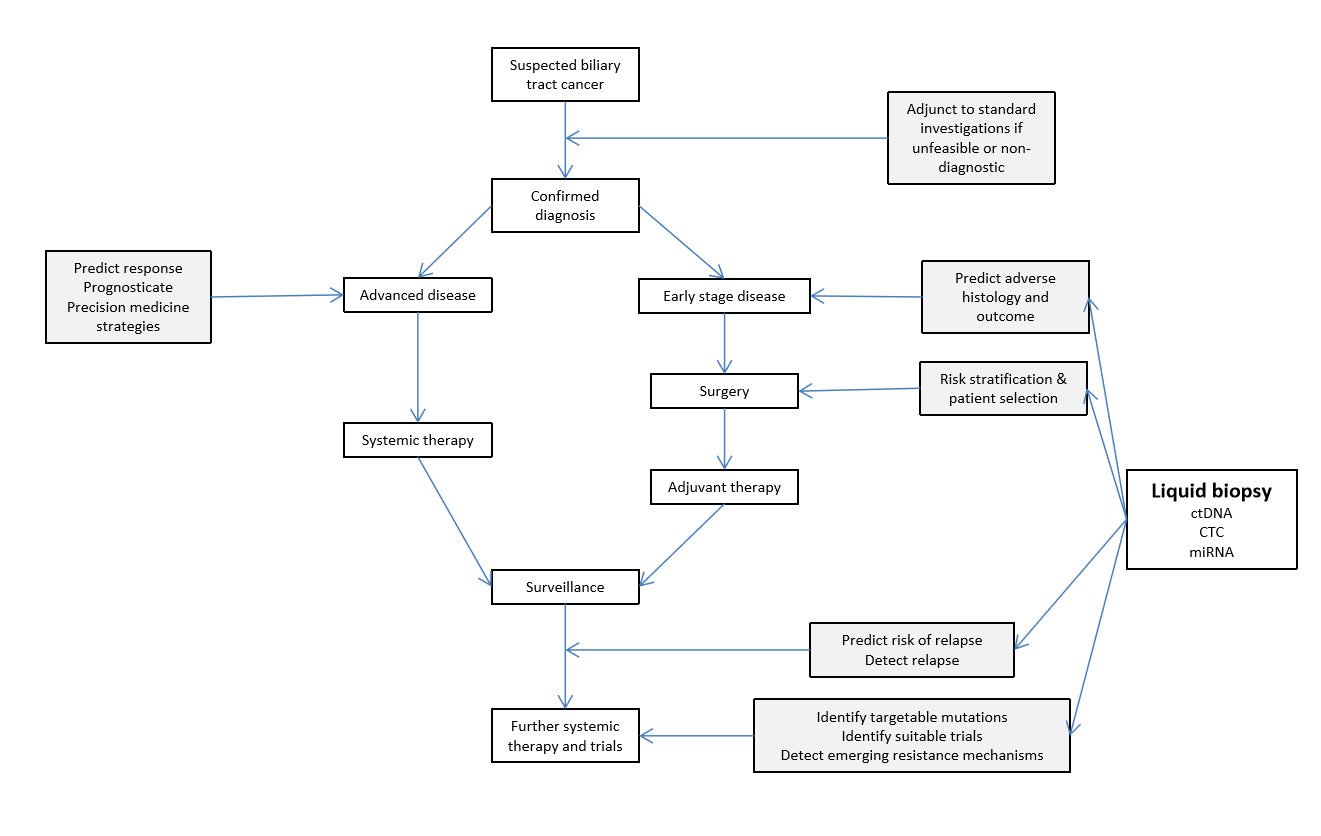 Suspected biliary
tract cancer
Adjunct to standard
investigations if
unfeasible or non-
diagnostic
Confirmed
diagnosis
Predict response
Prognosticate
Precision medicine
strategies
Advanced disease
Early stage disease
Predict adverse
histology and
outcome
Surgery
Risk stratification &
patient selection
Systemic therapy
Adjuvant therapy
Liquid biopsy
ctDNA
CTC
miRNA
Surveillance
Predict risk of relapse
Detect relapse
Further systemic
therapy and trials
Identify targetable mutations
Identify suitable trials
Detect emerging resistance mechanisms